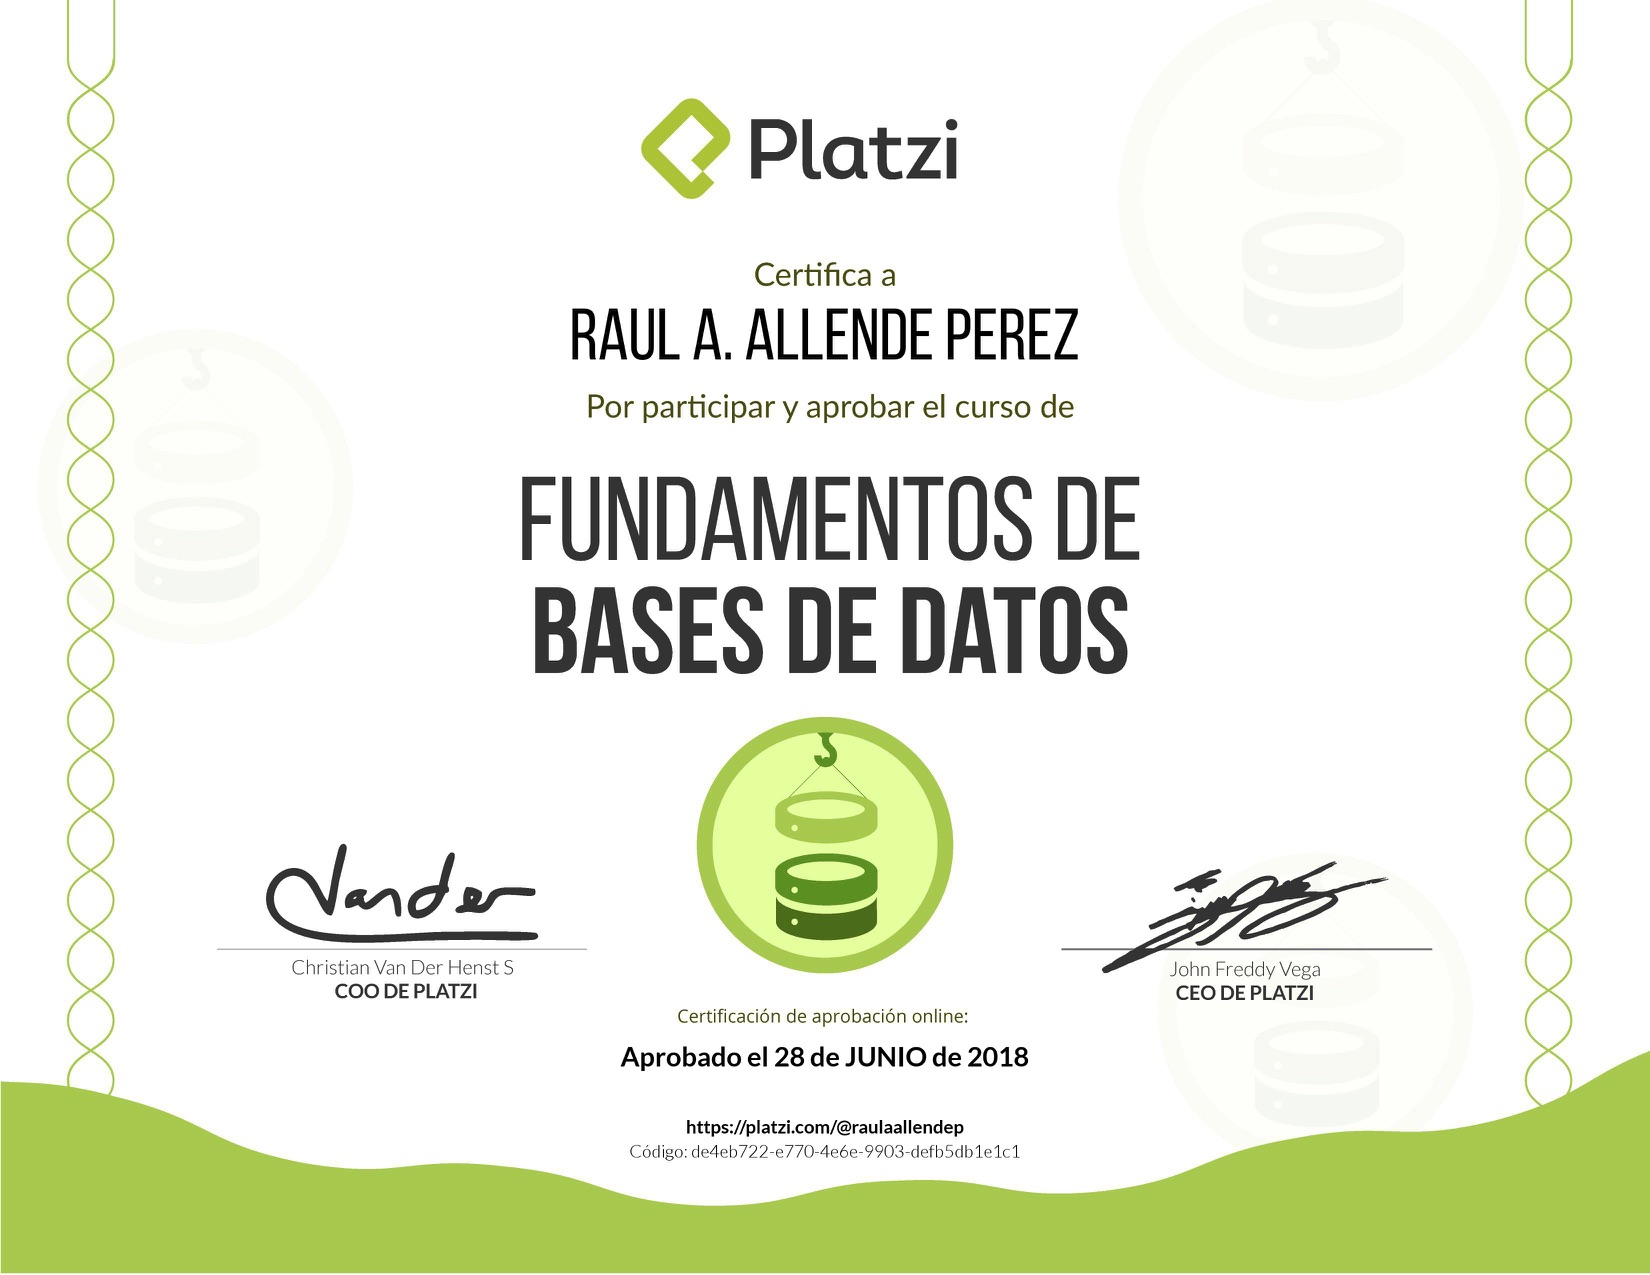 Platzi
Certifica a
RAUL A. ALLENDE PEREZ
Por participar y aprobar el curso de
FUNDAMENTOS DE
BASES DE DATOS
Vander
Christian Van Der Henst S
COO DE PLATZI
John Freddy Vega
CEO DE PLATZI
Certificación de aprobación online:
Aprobado el 28 de JUNIO de 2018
https://platzi.com/@raulaallendep
Código: de4eb722-e770-4e6e-9903-defb5db1e1c1